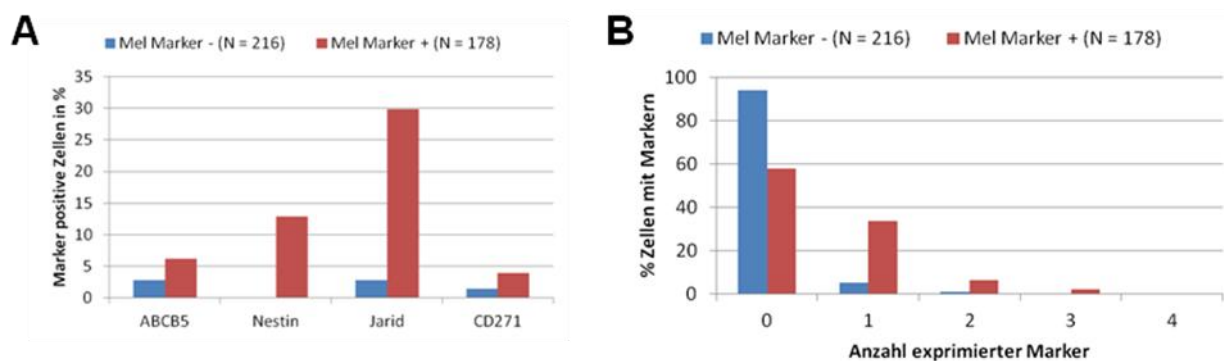 A
Mel Marker - (N = 216)
Mel Marker + (N = 178)
Marker positive Zellen in %
35
30
25
20
15
10
5
0
ABCB5
Nestin
Jarid
CD271
B
Mel Marker - (N = 216)
Mel Marker + (N = 178)
% Zellen mit Markern
100
80
60
40
20
0
0
1
2
3
4
Anzahl exprimierter Marker